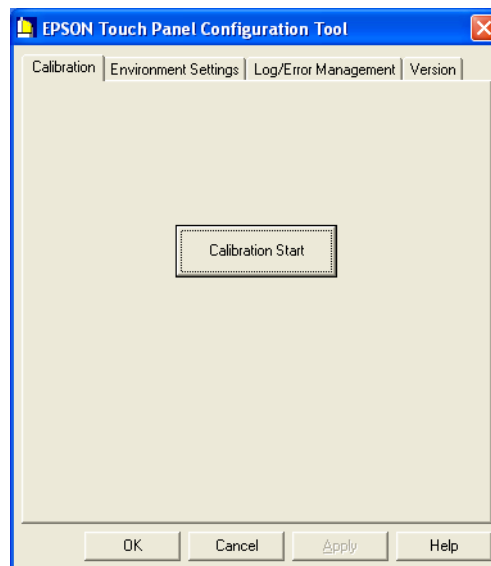 EPSON Touch Panel Configuration Tool
Calibration Environment Settings Log/Error Management Version
Calibration Start
OK Cancel Apply Help